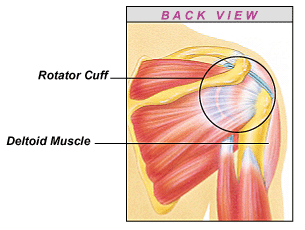 BACK VIEW
Rotator Cuff
Deltoid Muscle